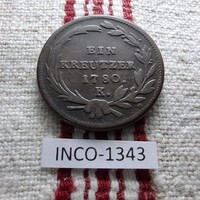 EIN
KREUTZER
1780.
K.
INCO-1343